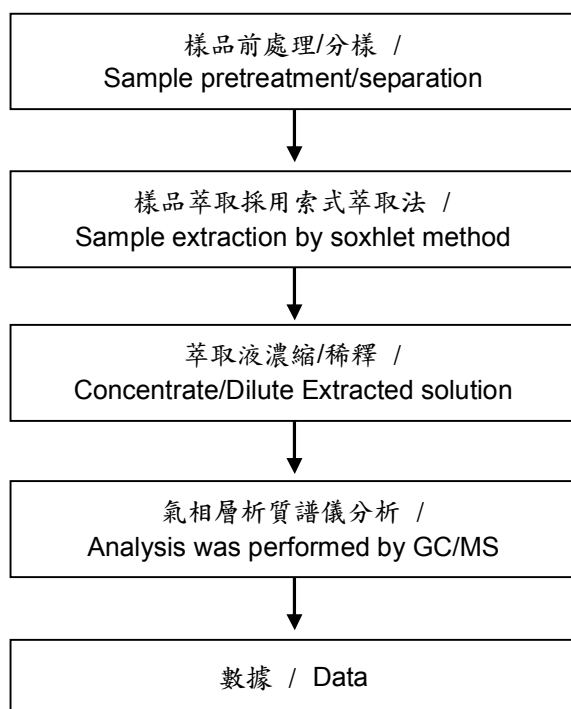 樣品前處理/分樣 /
Sample pretreatment/separation
樣品萃取採用索式萃取法 /
Sample extraction by soxhlet method
萃取液濃縮/稀釋 /
Concentrate/Dilute Extracted solution
氣相層析質譜儀分析 /
Analysis was performed by GC/MS
數據 / Data